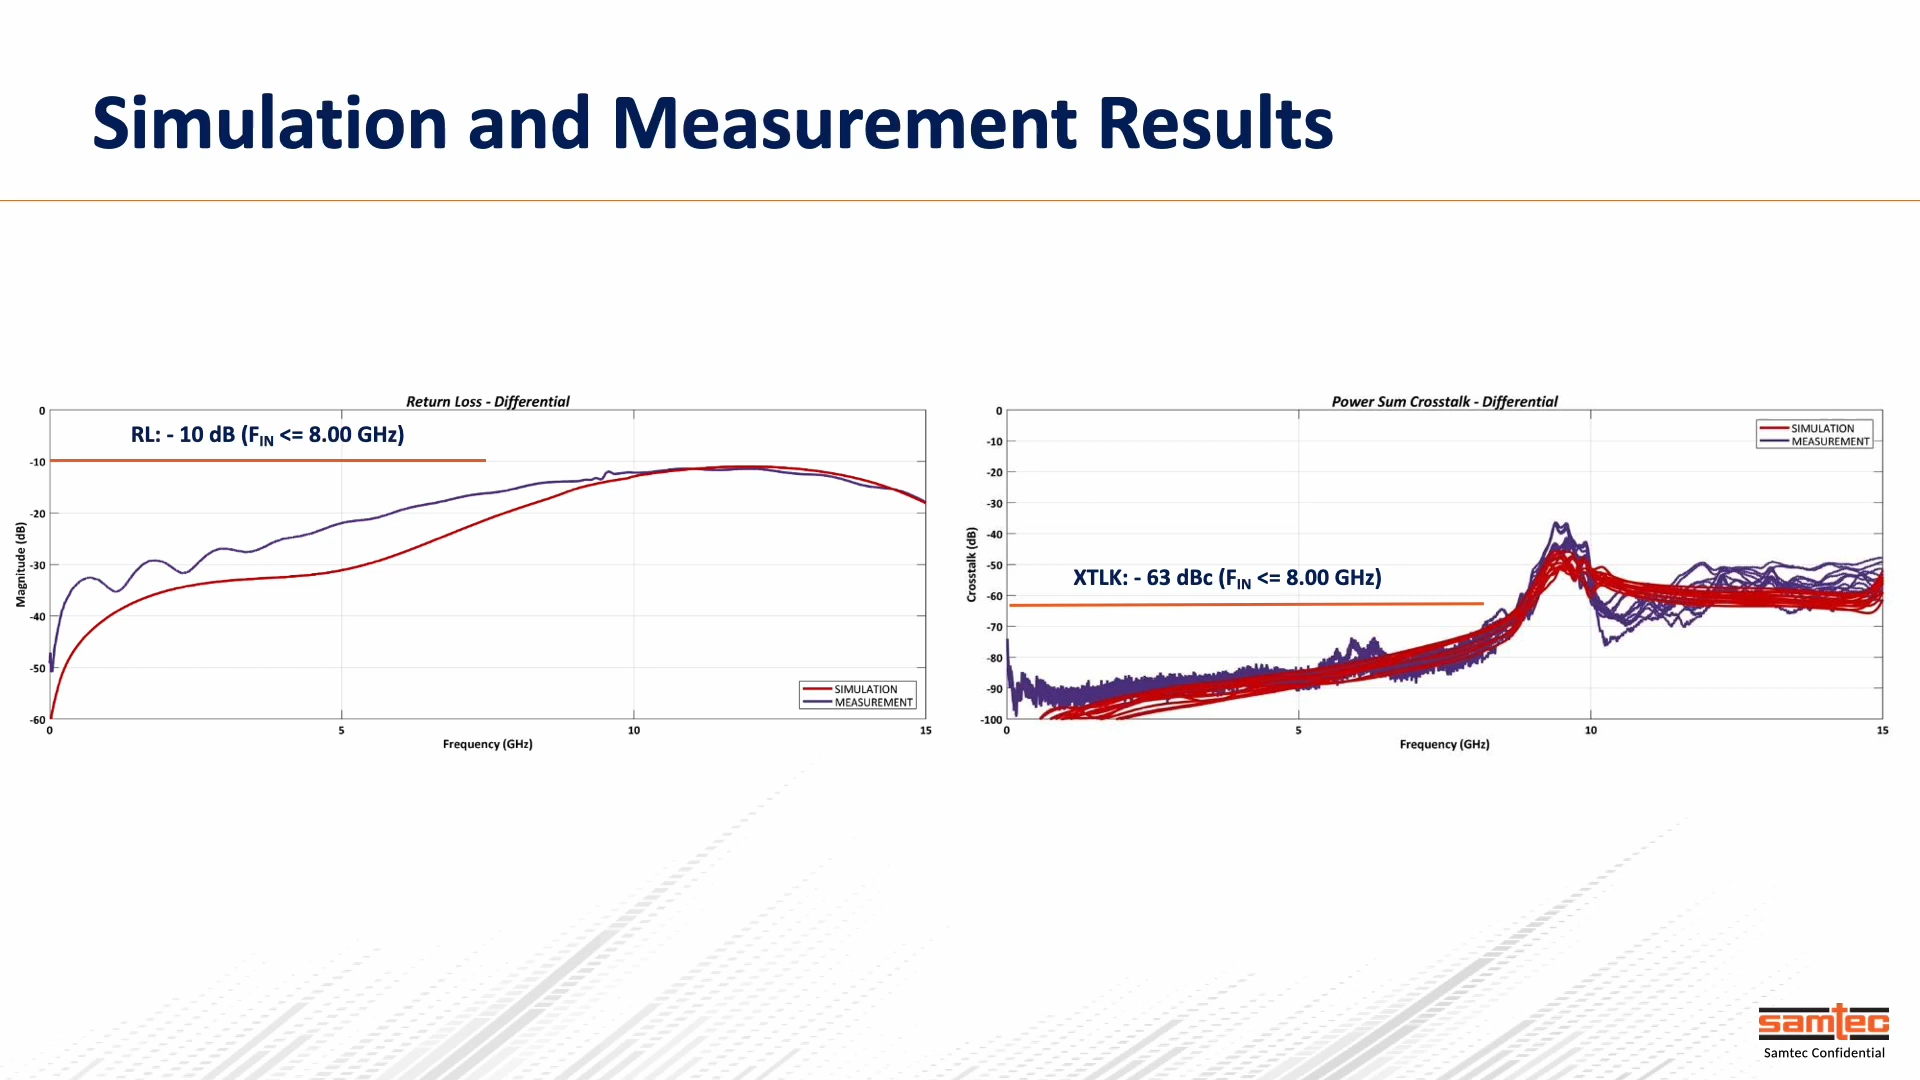 Simulation and Measurement Results
Return Loss - Differential
RL: - 10 dB (FIN <= 8.00 GHz)
0
-10
-20
-30
-40
-50
-60
Magnitude (dB)
SIMULATION
MEASUREMENT
0 5 10 15
Frequency (GHz)
Power Sum Crosstalk - Differential
SIMULATION
MEASUREMENT
XTLK: - 63 dBc (FIN <= 8.00 GHz)
0
-10
-20
-30
-40
-50
-60
-70
-80
-90
-100
Crosstalk (dB)
0 5 10 15
Frequency (GHz)
samtec
Samtec Confidential